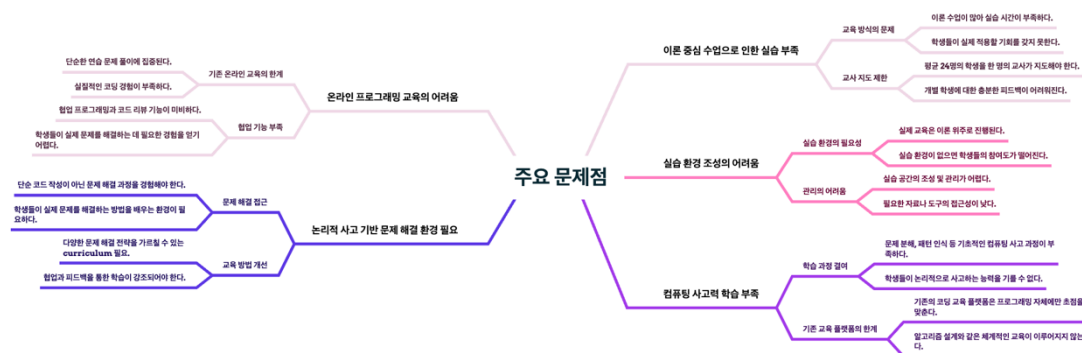 주요 문제점
온라인 프로그래밍 교육의 어려움
기존 온라인 교육의 한계
단순한 연습 문제 풀이에 집중된다.
실질적인 코딩 경험이 부족하다.
협업 기능 부족
협업 프로그래밍과 코드 리뷰 기능이 미비하다.
학생들이 실제 문제를 해결하는 데 필요한 경험을 얻기
어렵다.
논리적 사고 기반 문제 해결 환경 필요
문제 해결 접근
단순 코드 작성이 아닌 문제 해결 과정을 경험해야 한다.
학생들이 실제 문제를 해결하는 방법을 배우는 환경이 필
요하다.
교육 방법 개선
다양한 문제 해결 전략을 가르칠 수 있는
curriculum 필요.
협업과 피드백을 통한 학습이 강조되어야 한다.
이론 중심 수업으로 인한 실습 부족
교육 방식의 문제
이론 수업이 많아 실습 시간이 부족하다.
학생들이 실제 적용할 기회를 갖지 못한다.
교사 지도 제한
평균 24명의 학생을 한 명의 교사가 지도해야 한다.
개별 학생에 대한 충분한 피드백이 어려워진다.
실습 환경 조성의 어려움
실습 환경의 필요성
실제 교육은 이론 위주로 진행된다.
실습 환경이 없으면 학생들의 참여도가 떨어진다.
관리의 어려움
실습 공간의 조성 및 관리가 어렵다.
필요한 자료나 도구의 접근성이 낮다.
컴퓨팅 사고력 학습 부족
학습 과정 결여
문제 분해, 패턴 인식 등 기초적인 컴퓨팅 사고 과정이 부
족하다.
학생들이 논리적으로 사고하는 능력을 기를 수 없다.
기존 교육 플랫폼의 한계
기존의 코딩 교육 플랫폼은 프로그래밍 자체에만 초점을
맞춘다.
알고리즘 설계와 같은 체계적인 교육이 이루어지지 않는
다.